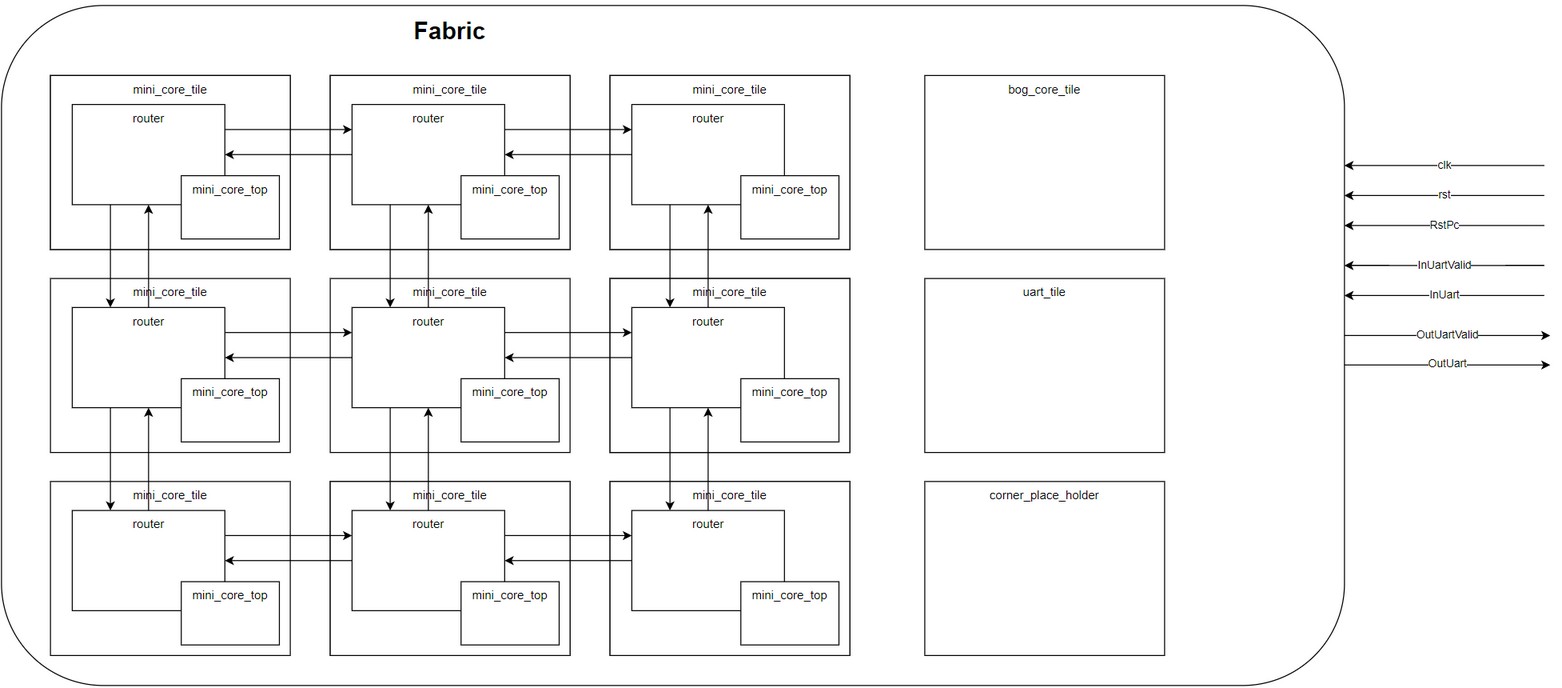 Fabric
mini_core_tile
mini_core_tile
mini_core_tile
bog_core_tile
router
router
router
mini_core_top
mini_core_top
mini_core_top
mini_core_tile
mini_core_tile
mini_core_tile
uart_tile
router
router
router
mini_core_top
mini_core_top
mini_core_top
mini_core_tile
mini_core_tile
mini_core_tile
corner_place_holder
router
router
router
mini_core_top
mini_core_top
mini_core_top
clk
rst
RstPc
InUartValid
InUart
OutUartValid
OutUart